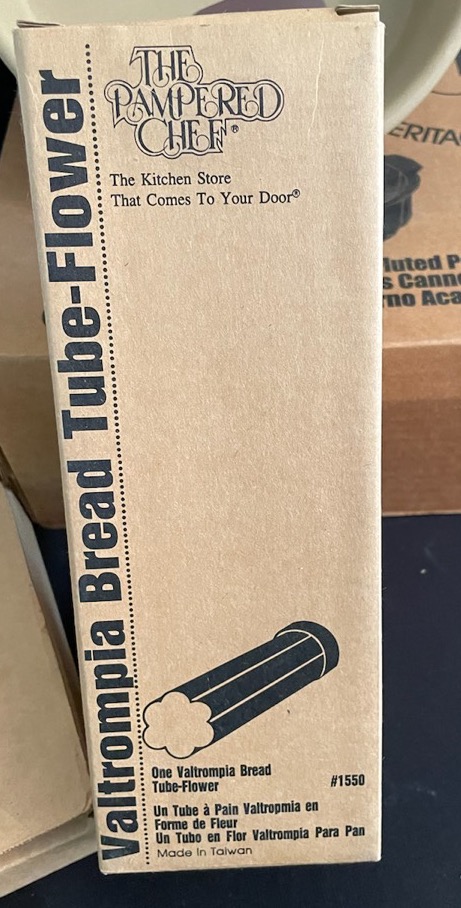 Valtrompia Bread Tube-Flower
THE
PAMPERED
CHEF®
The Kitchen Store
That Comes To Your Door®
One Valtrompia Bread
Tube-Flower
#1550
Un Tube à Pain Valtropmia en
Forme de Fleur
Un Tubo en Flor Valtrompia Para Pan
Made In Taiwan